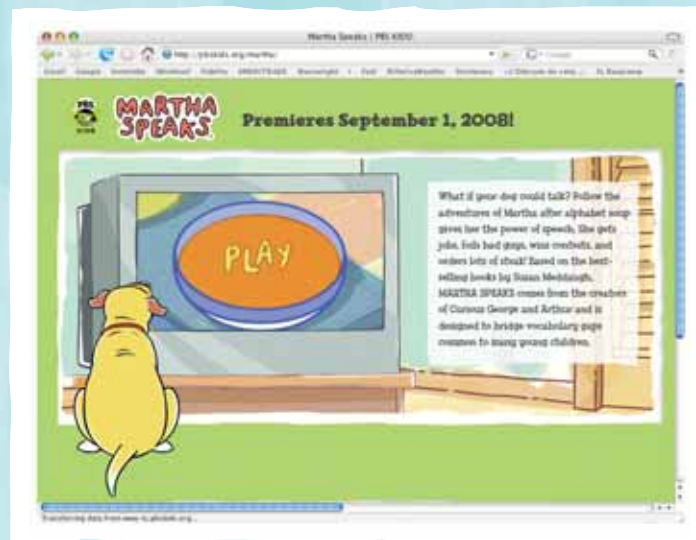 Martha Speaks | PBS KIDS
http://pbskids.org/martha/
PBS
KIDS
MARTHA
SPEAKS
Premieres September 1, 2008!
PLAY
What if your dog could talk? Follow the
adventures of Martha after alphabet soup
gives her the power of speech. She gets
jobs, foils bad guys, wins contests, and
orders lots of steak! Based on the best-
selling books by Susan Meddaugh,
MARTHA SPEAKS comes from the creators
of Curious George and Arthur and is
designed to bridge vocabulary gaps
common to many young children.